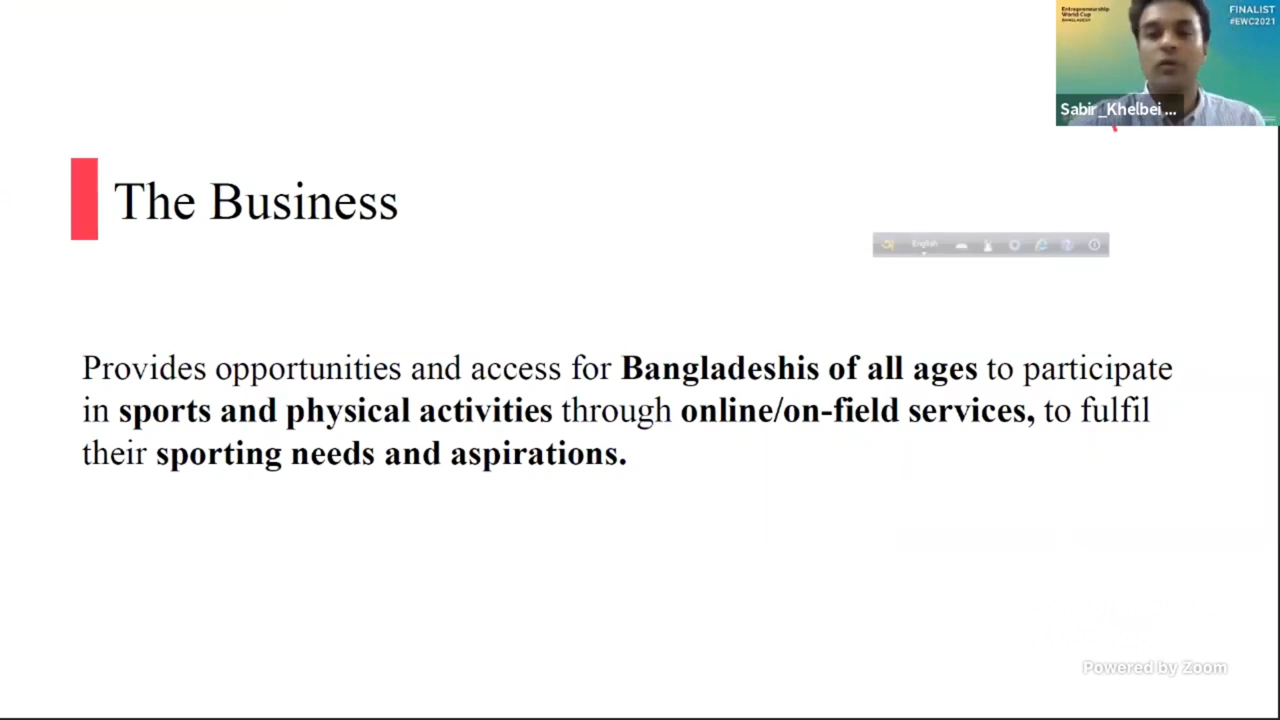 Entrepreneurship
World Cup
BANGLADESH
FINALIST
#EWC2021
Sabir_Khelbei ...
The Business
অ English
Provides opportunities and access for Bangladeshis of all ages to participate
in sports and physical activities through online/on-field services, to fulfil
their sporting needs and aspirations.
Powered by Zoom